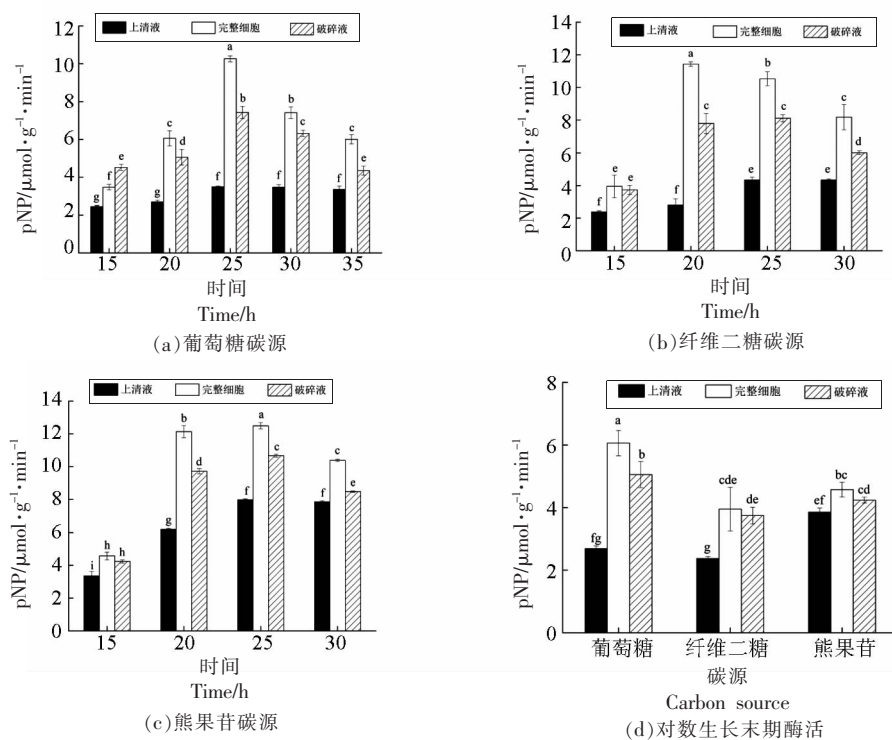 上清液 完整细胞 破碎液
pNP/μmol·g⁻¹·min⁻¹
12
10
8
6
4
2
0
g f e
g c d
f a b
f b c
f c e
15 20 25 30 35
时间
Time/h
(a)葡萄糖碳源
上清液 完整细胞 破碎液
pNP/μmol·g⁻¹·min⁻¹
14
12
10
8
6
4
2
0
f e e
f a c
e b c
e c d
15 20 25 30
时间
Time/h
(b)纤维二糖碳源
上清液 完整细胞 破碎液
pNP/μmol·g⁻¹·min⁻¹
14
12
10
8
6
4
2
0
i h h
g b d
f a c
f c e
15 20 25 30
时间
Time/h
(c)熊果苷碳源
上清液 完整细胞 破碎液
pNP/μmol·g⁻¹·min⁻¹
8
6
4
2
0
fg a b
g cde de
ef bc cd
葡萄糖 纤维二糖 熊果苷
碳源
Carbon source
(d)对数生长末期酶活